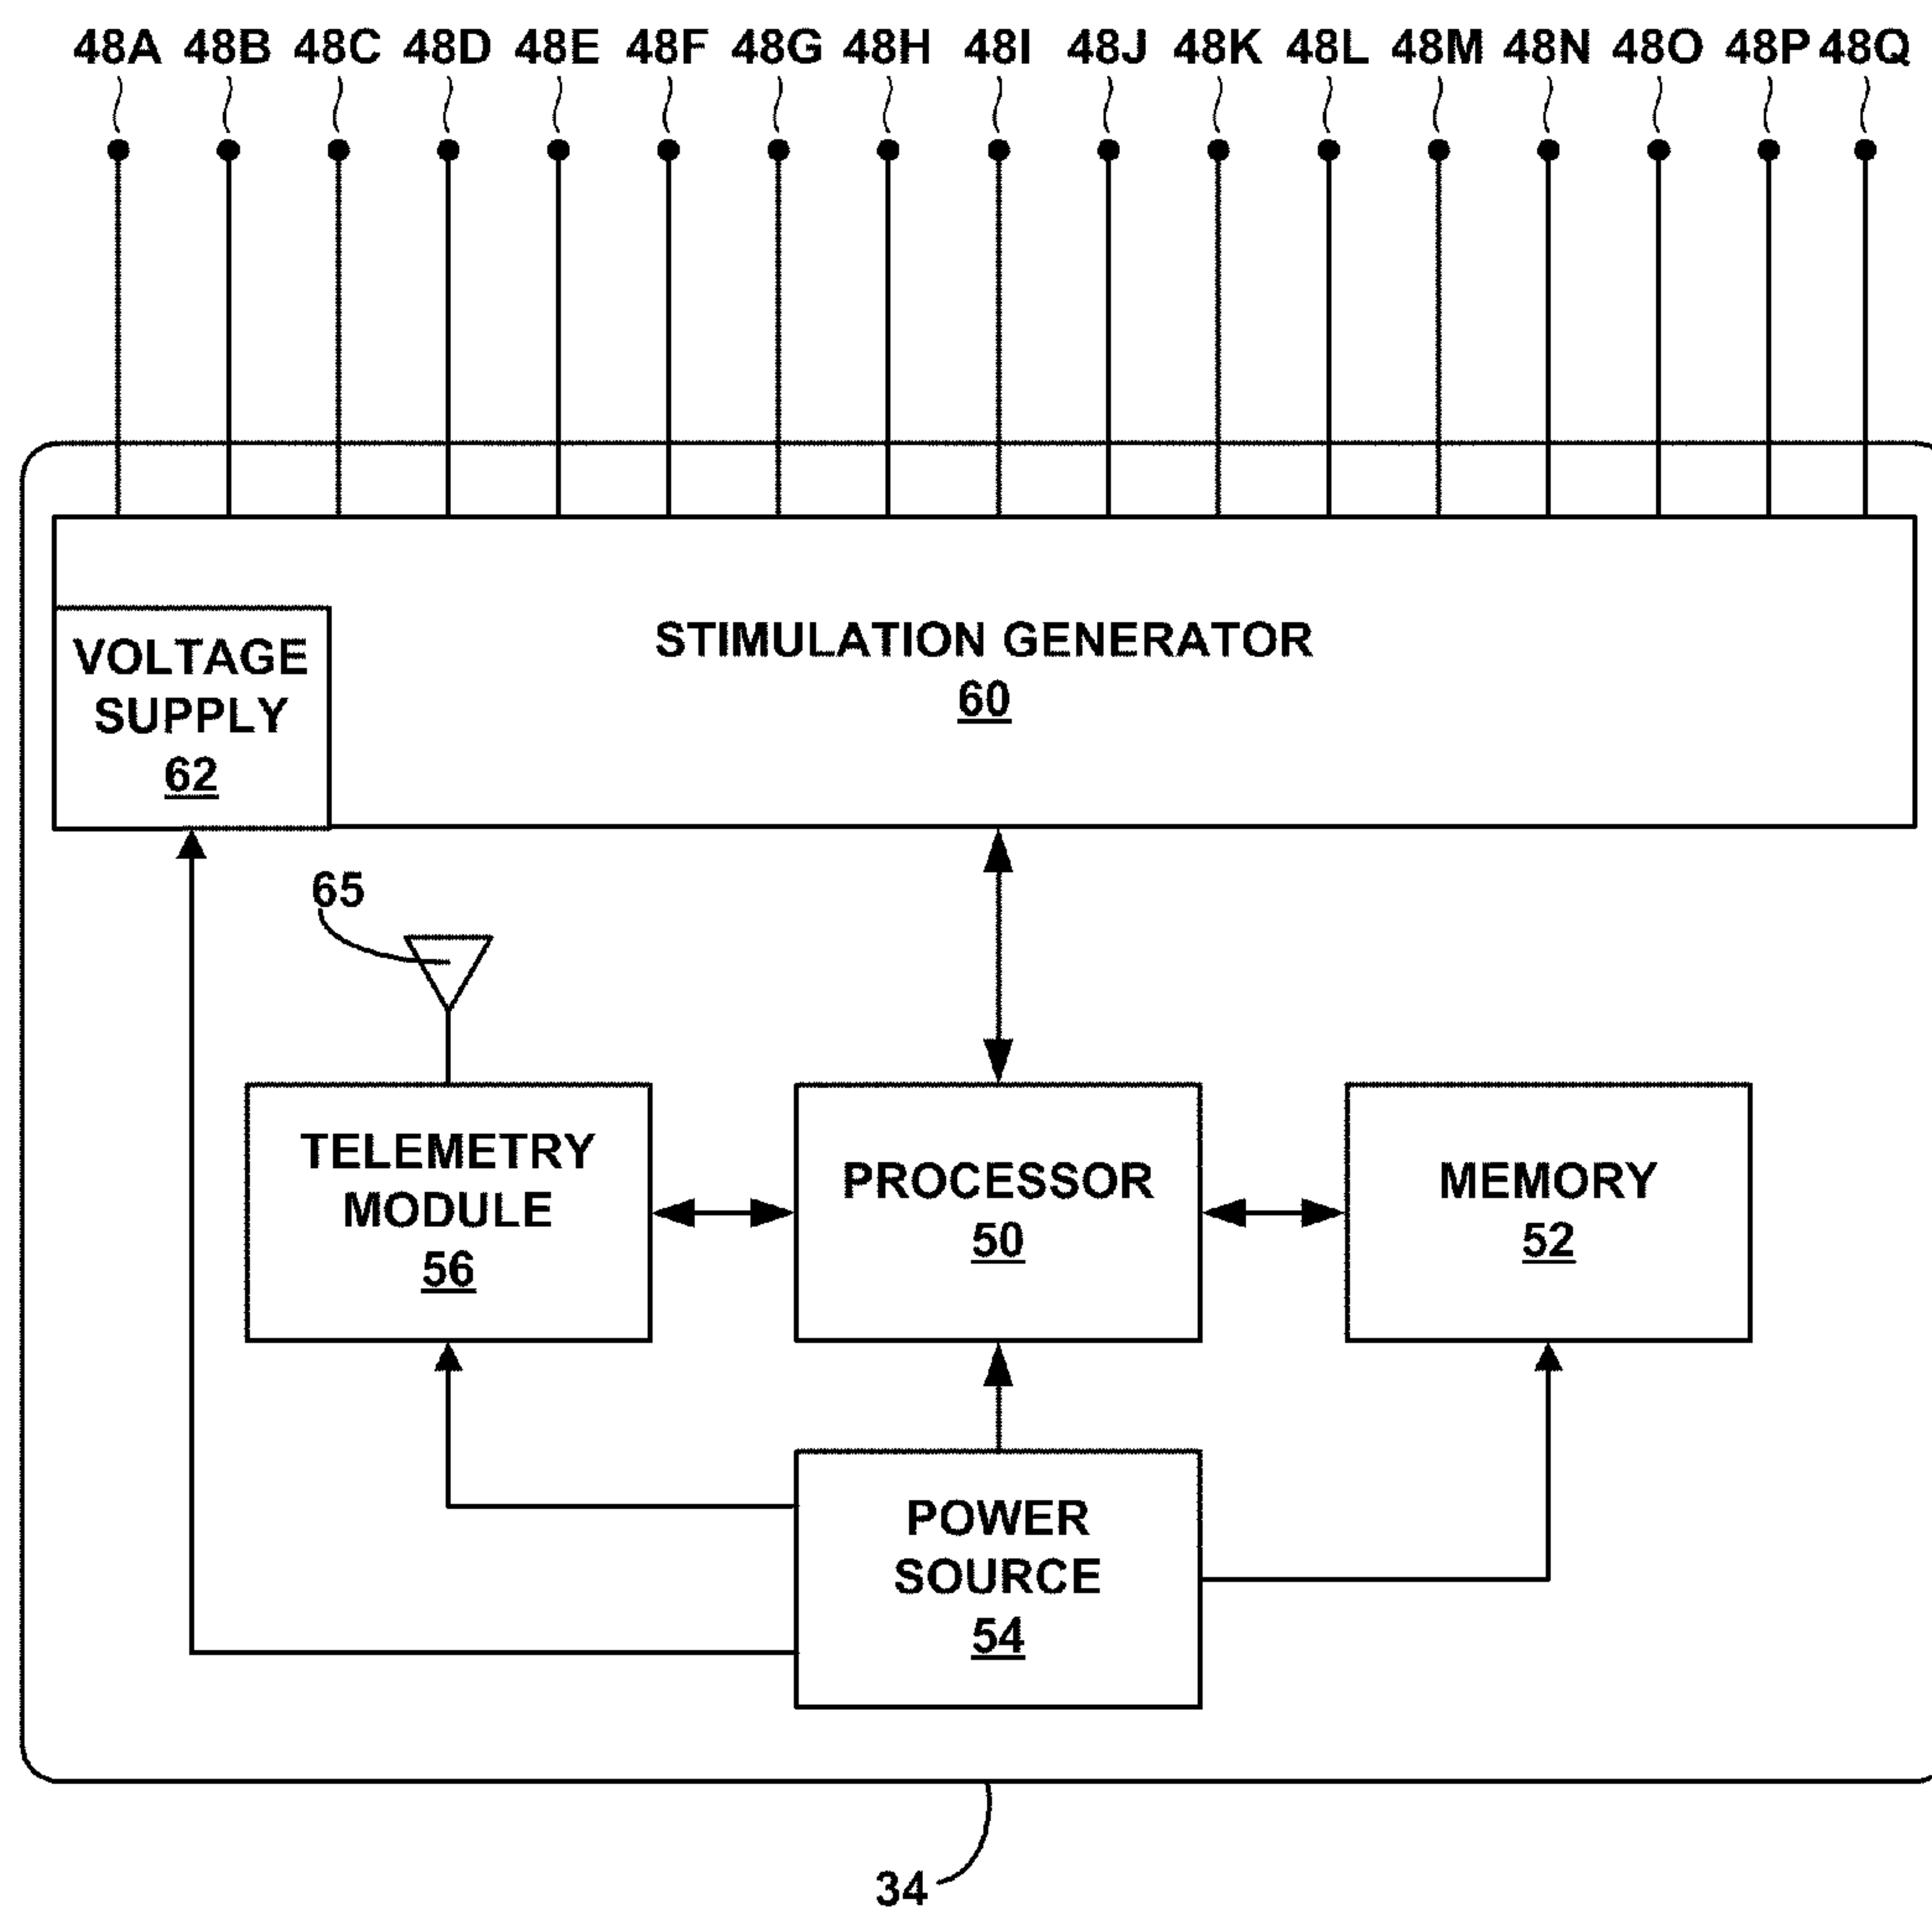 48A 48B 48C 48D 48E 48F 48G 48H 48I 48J 48K 48L 48M 48N 48O 48P 48Q
STIMULATION GENERATOR
60
VOLTAGE
SUPPLY
62
65
TELEMETRY
MODULE
56
PROCESSOR
50
MEMORY
52
POWER
SOURCE
54
34